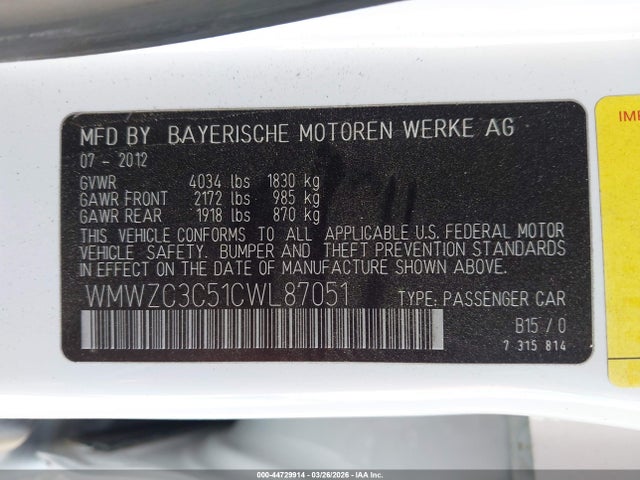 MFD BY BAYERISCHE MOTOREN WERKE AG
07 - 2012
GVWR 4034 lbs 1830 kg
GAWR FRONT 2172 lbs 985 kg
GAWR REAR 1918 lbs 870 kg
THIS VEHICLE CONFORMS TO ALL APPLICABLE U.S. FEDERAL MOTOR
VEHICLE SAFETY, BUMPER AND THEFT PREVENTION STANDARDS
IN EFFECT ON THE DATE OF MANUFACTURE SHOWN ABOVE.
WMWZC3C51CWL87051 TYPE: PASSENGER CAR
B15 / 0
7 315 814
000-44729914 | 03/26/2026 | IAA Inc.